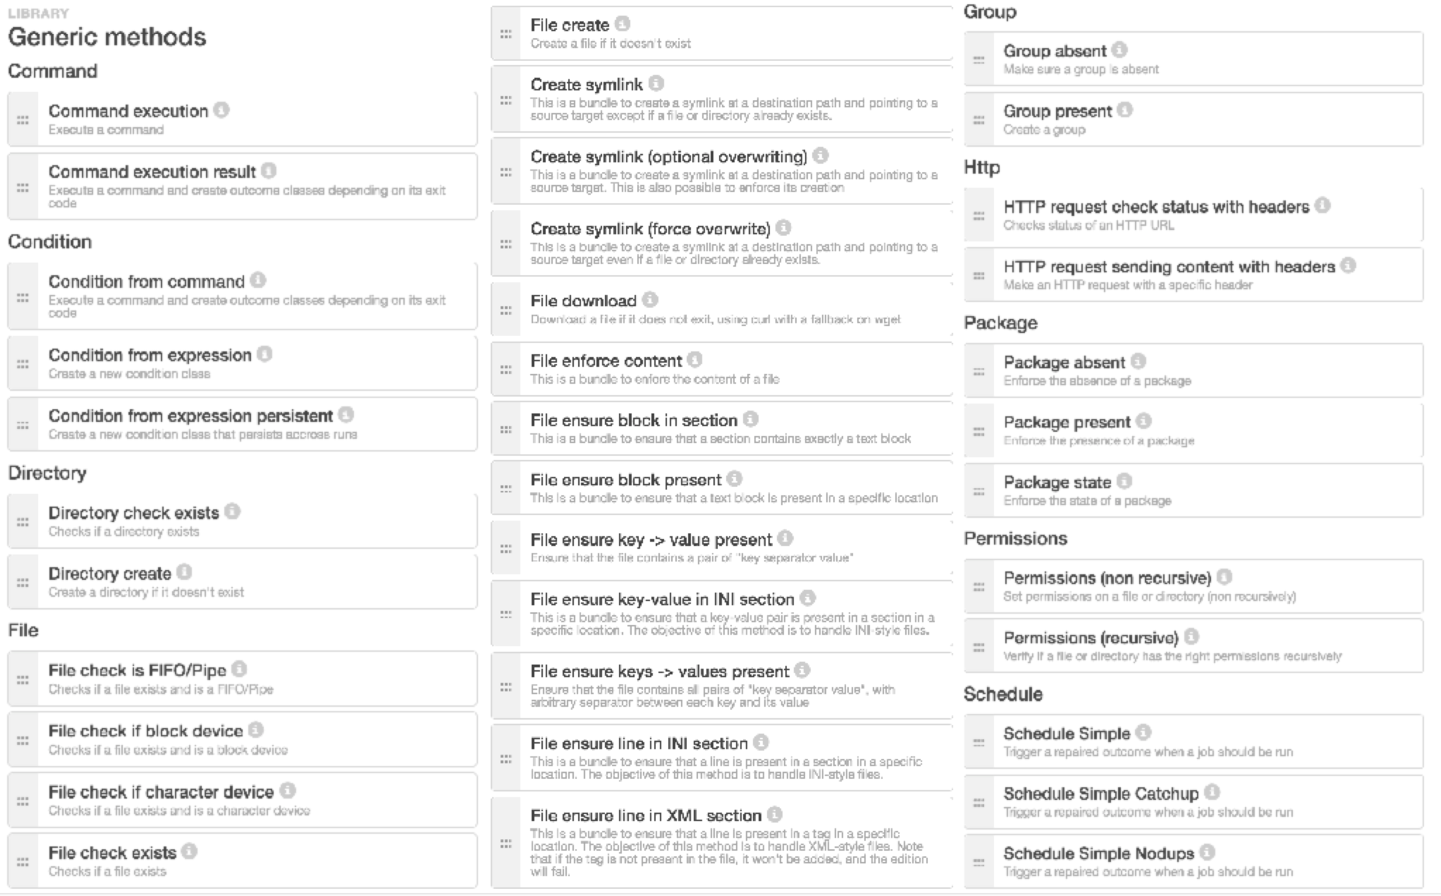 LIBRARY
Generic methods
Command
Command execution
Execute a command
Command execution result
Execute a command and create outcome classes depending on its exit
code
Condition
Condition from command
Execute a command and create outcome classes depending on its exit
code
Condition from expression
Create a new condition class
Condition from expression persistent
Create a new condition class that persists accross runs
Directory
Directory check exists
Checks if a directory exists
Directory create
Create a directory if it doesn't exist
File
File check is FIFO/Pipe
Checks if a file exists and is a FIFO/Pipe
File check if block device
Checks if a file exists and is a block device
File check if character device
Checks if a file exists and is a character device
File check exists
Checks if a file exists
File create
Create a file if it doesn't exist
Create symlink
This is a bundle to create a symlink at a destination path and pointing to a
source target except if a file or directory already exists.
Create symlink (optional overwriting)
This is a bundle to create a symlink at a destination path and pointing to a
source target. This is also possible to enforce its creation
Create symlink (force overwrite)
This is a bundle to create a symlink at a destination path and pointing to a
source target even if a file or directory already exists.
File download
Download a file if it does not exit, using curl with a fallback on wget
File enforce content
This is a bundle to enfore the content of a file
File ensure block in section
This is a bundle to ensure that a section contains exactly a text block
File ensure block present
This is a bundle to ensure that a text block is present in a specific location
File ensure key -> value present
Ensure that the file contains a pair of "key separator value"
File ensure key-value in INI section
This is a bundle to ensure that a key-value pair is present in a section in a
specific location. The objective of this method is to handle INI-style files.
File ensure keys -> values present
Ensure that the file contains all pairs of "key separator value", with
arbitrary separator between each key and its value
File ensure line in INI section
This is a bundle to ensure that a line is present in a section in a specific
location. The objective of this method is to handle INI-style files.
File ensure line in XML section
This is a bundle to ensure that a line is present in a tag in a specific
location. The objective of this method is to handle XML-style files. Note
that if the tag is not present in the file, it won't be added, and the edition
will fail.
Group
Group absent
Make sure a group is absent
Group present
Create a group
Http
HTTP request check status with headers
Checks status of an HTTP URL
HTTP request sending content with headers
Make an HTTP request with a specific header
Package
Package absent
Enforce the absence of a package
Package present
Enforce the presence of a package
Package state
Enforce the state of a package
Permissions
Permissions (non recursive)
Set permissions on a file or directory (non recursively)
Permissions (recursive)
Verify if a file or directory has the right permissions recursively
Schedule
Schedule Simple
Trigger a repaired outcome when a job should be run
Schedule Simple Catchup
Trigger a repaired outcome when a job should be run
Schedule Simple Nodups
Trigger a repaired outcome when a job should be run